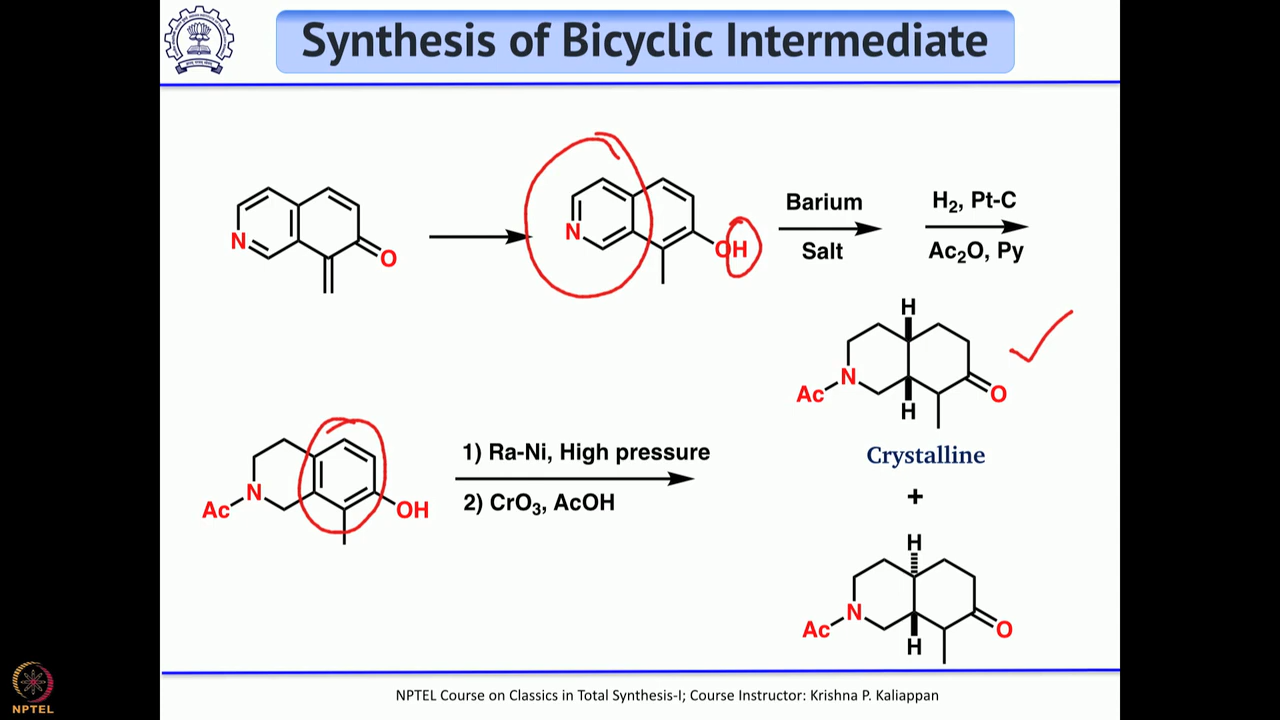 Synthesis of Bicyclic Intermediate
N
O
N
OH
Barium
Salt
H₂, Pt-C
Ac₂O, Py
H
N
Ac
O
H
Crystalline
+
N
Ac
OH
1) Ra-Ni, High pressure
2) CrO₃, AcOH
H
N
Ac
O
H
NPTEL
NPTEL Course on Classics in Total Synthesis-I; Course Instructor: Krishna P. Kaliappan